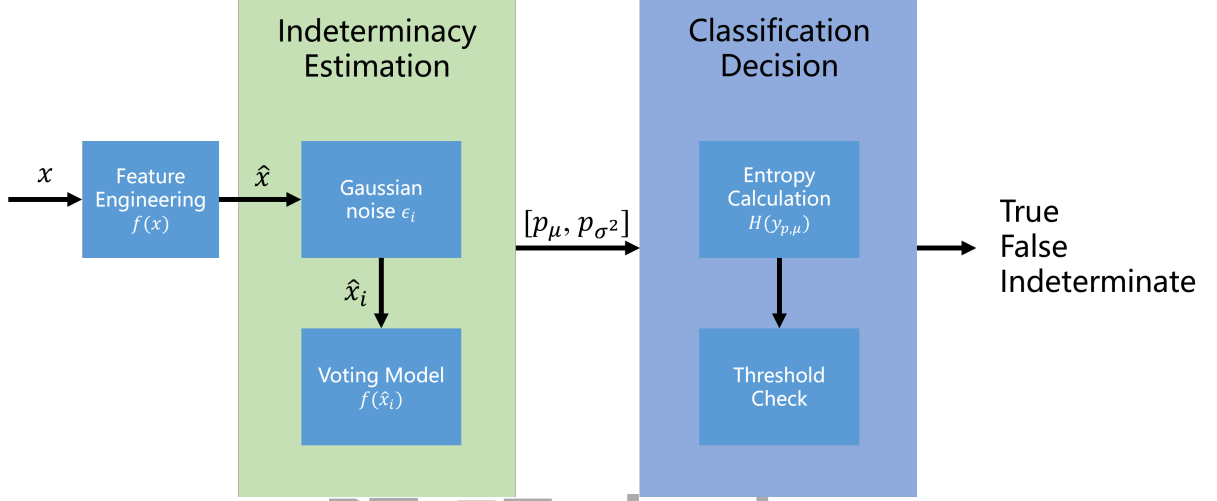 Indeterminacy
Estimation
Classification
Decision
x
Feature
Engineering
f(x)
x̂
Gaussian
noise ϵᵢ
x̂ᵢ
Voting Model
f(x̂ᵢ)
[p_μ, p_σ²]
Entropy
Calculation
H(y_p,μ)
Threshold
Check
True
False
Indeterminate